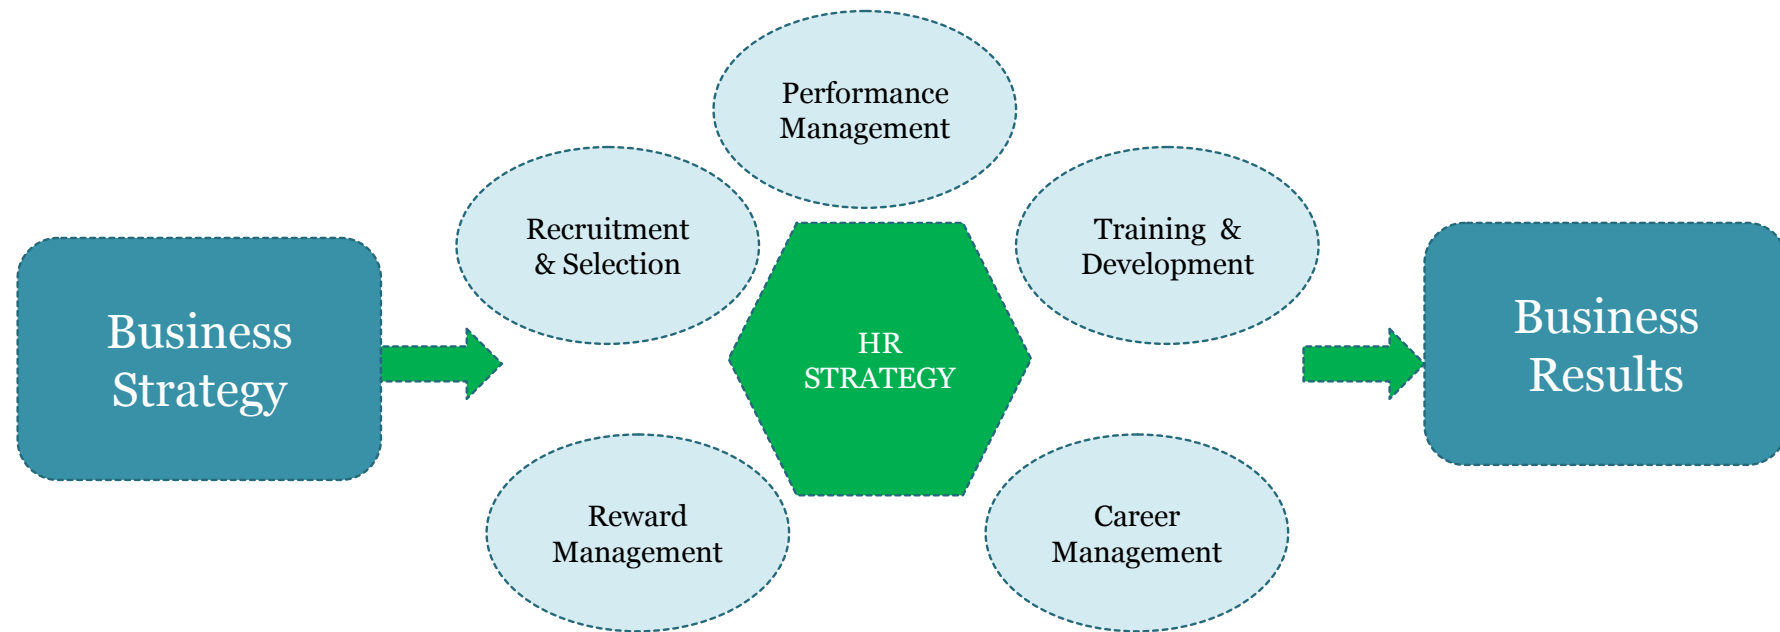 Performance
Management
Recruitment
& Selection
Training  &
Development
Business
Strategy
HR
STRATEGY
Business
Results
Reward
Management
Career
Management